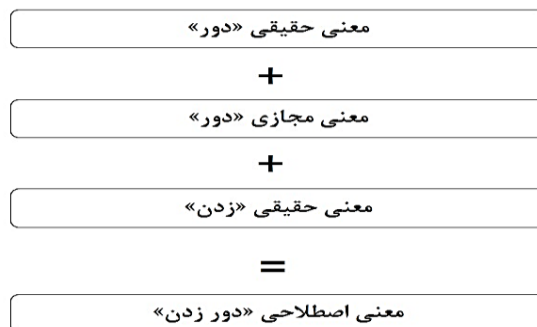 معنی حقیقی «دور»
+
معنی مجازی «دور»
+
معنی حقیقی «زدن»
=
معنی اصطلاحی «دور زدن»